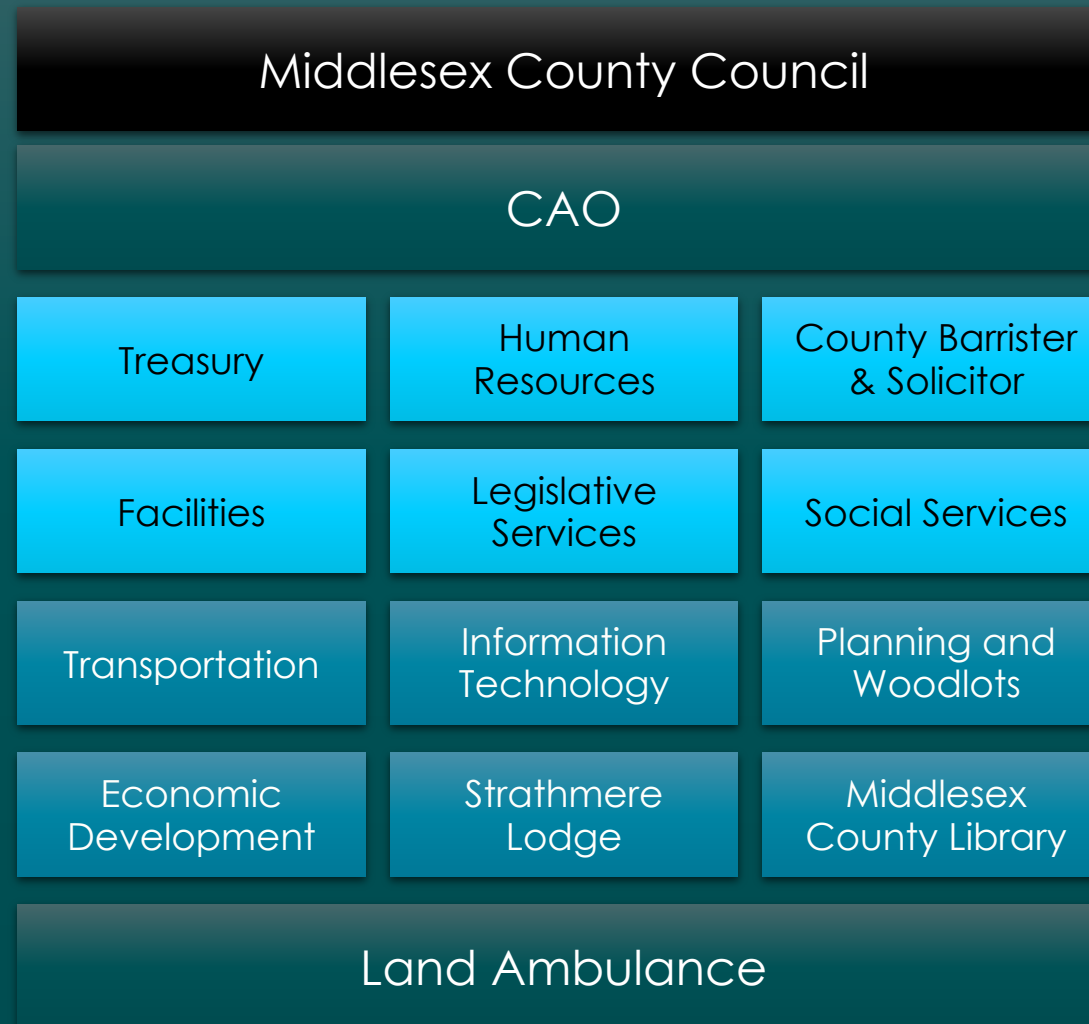 Middlesex County Council
CAO
Treasury
Human
Resources
County Barrister
& Solicitor
Facilities
Legislative
Services
Social Services
Transportation
Information
Technology
Planning and
Woodlots
Economic
Development
Strathmere
Lodge
Middlesex
County Library
Land Ambulance